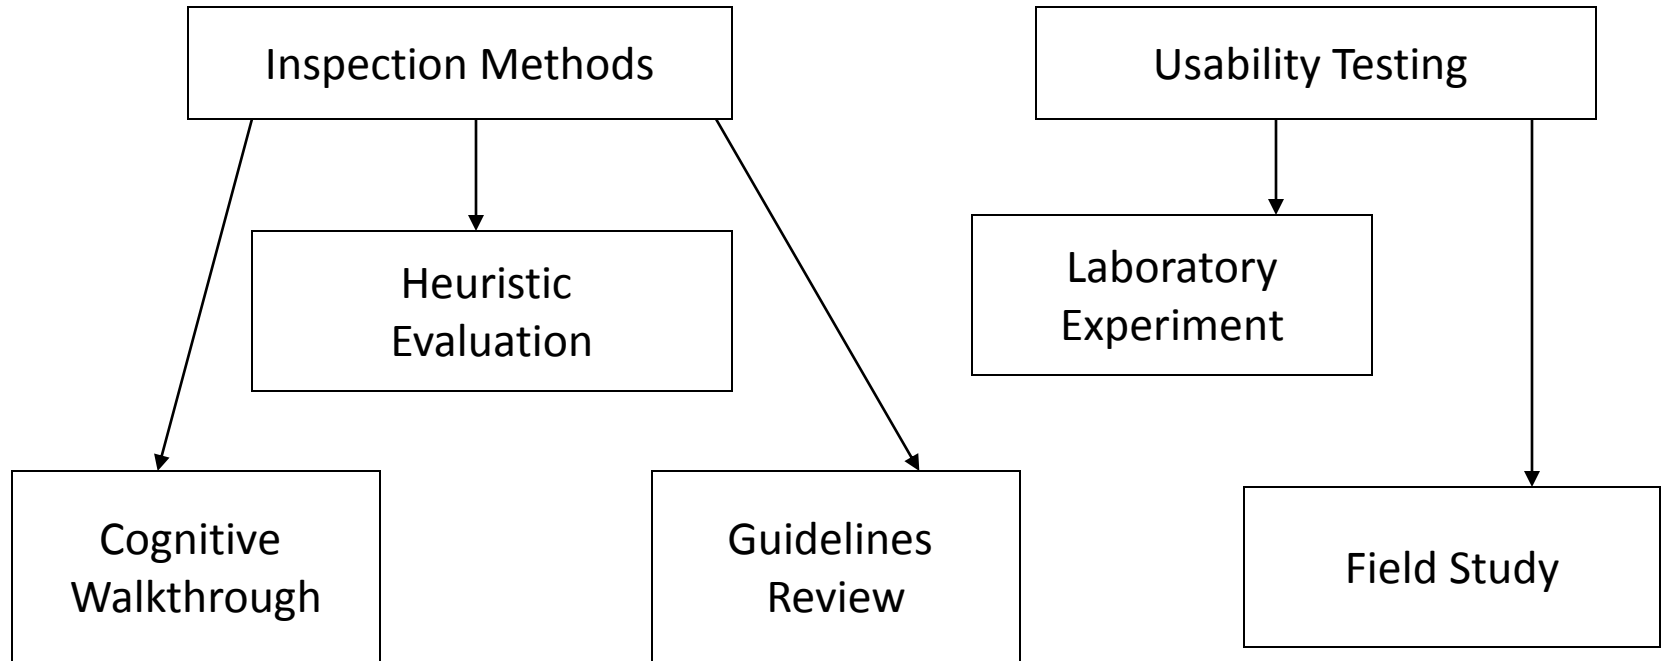 Inspection Methods
Usability Testing
Heuristic
Evaluation
Laboratory
Experiment
Cognitive
Walkthrough
Guidelines
Review
Field Study